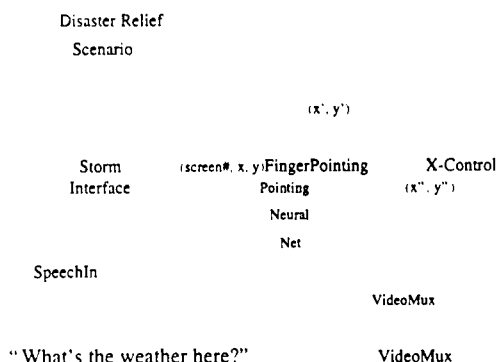 Disaster Relief
Scenario
(x', y')
Storm (screen#, x, y) FingerPointing X-Control
Interface Pointing (x", y")
Neural
Net
SpeechIn
VideoMux
"What's the weather here?" VideoMux